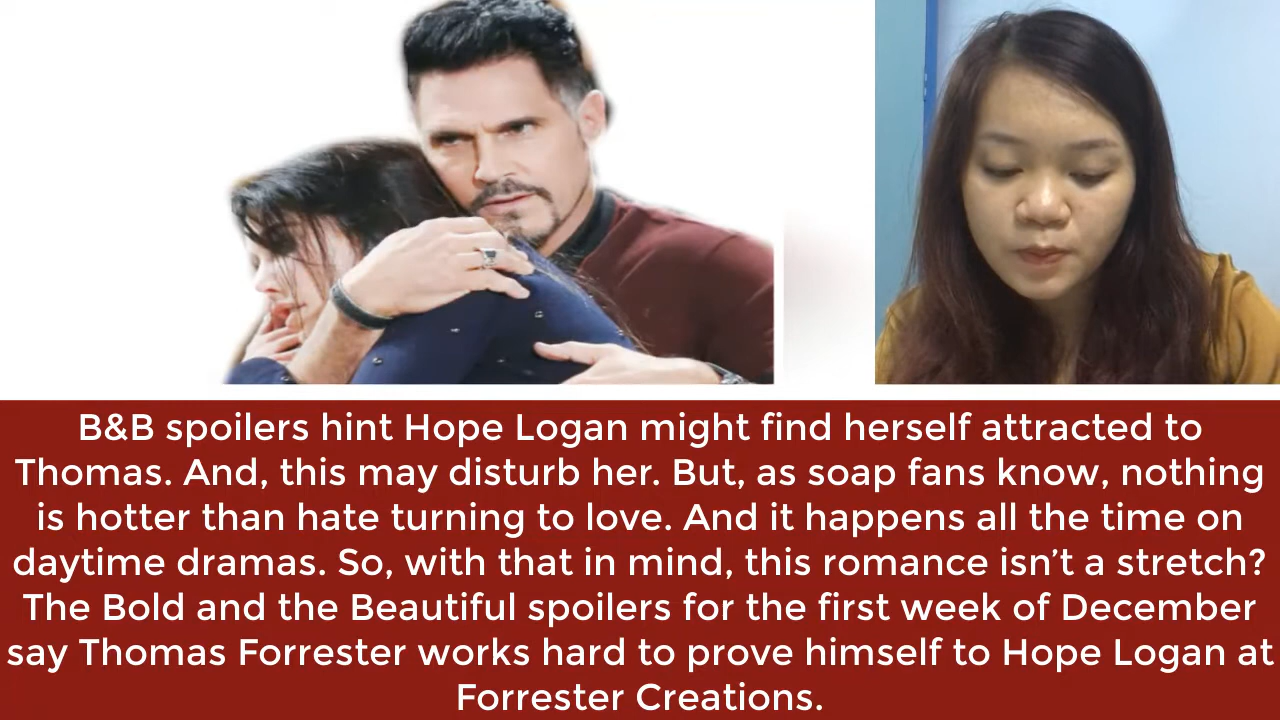 B&B spoilers hint Hope Logan might find herself attracted to
Thomas. And, this may disturb her. But, as soap fans know, nothing
is hotter than hate turning to love. And it happens all the time on
daytime dramas. So, with that in mind, this romance isn’t a stretch?
The Bold and the Beautiful spoilers for the first week of December
say Thomas Forrester works hard to prove himself to Hope Logan at
Forrester Creations.